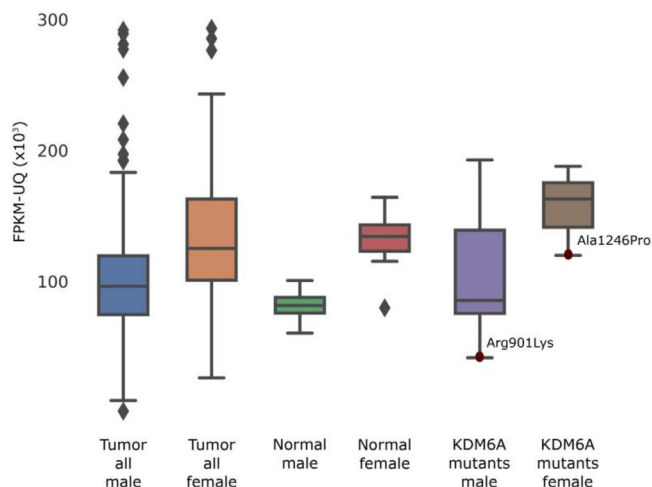 300
200
100
FPKM-UQ (x10³)
Ala1246Pro
Arg901Lys
Tumor
all
male
Tumor
all
female
Normal
male
Normal
female
KDM6A
mutants
male
KDM6A
mutants
female